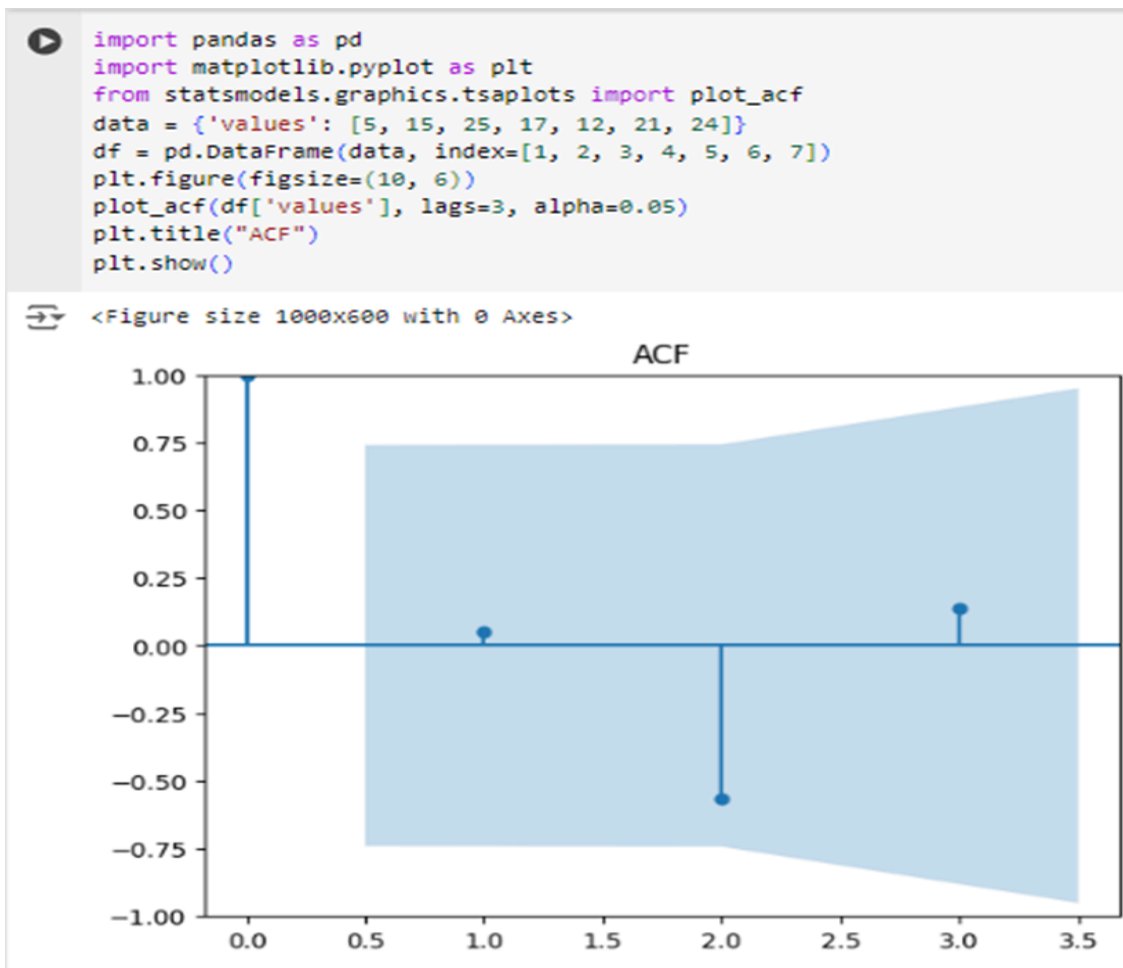 import pandas as pd
import matplotlib.pyplot as plt
from statsmodels.graphics.tsaplots import plot_acf
data = {'values': [5, 15, 25, 17, 12, 21, 24]}
df = pd.DataFrame(data, index=[1, 2, 3, 4, 5, 6, 7])
plt.figure(figsize=(10, 6))
plot_acf(df['values'], lags=3, alpha=0.05)
plt.title("ACF")
plt.show()
<Figure size 1000x600 with 0 Axes>
ACF
1.00
0.75
0.50
0.25
0.00
−0.25
−0.50
−0.75
−1.00
0.0 0.5 1.0 1.5 2.0 2.5 3.0 3.5